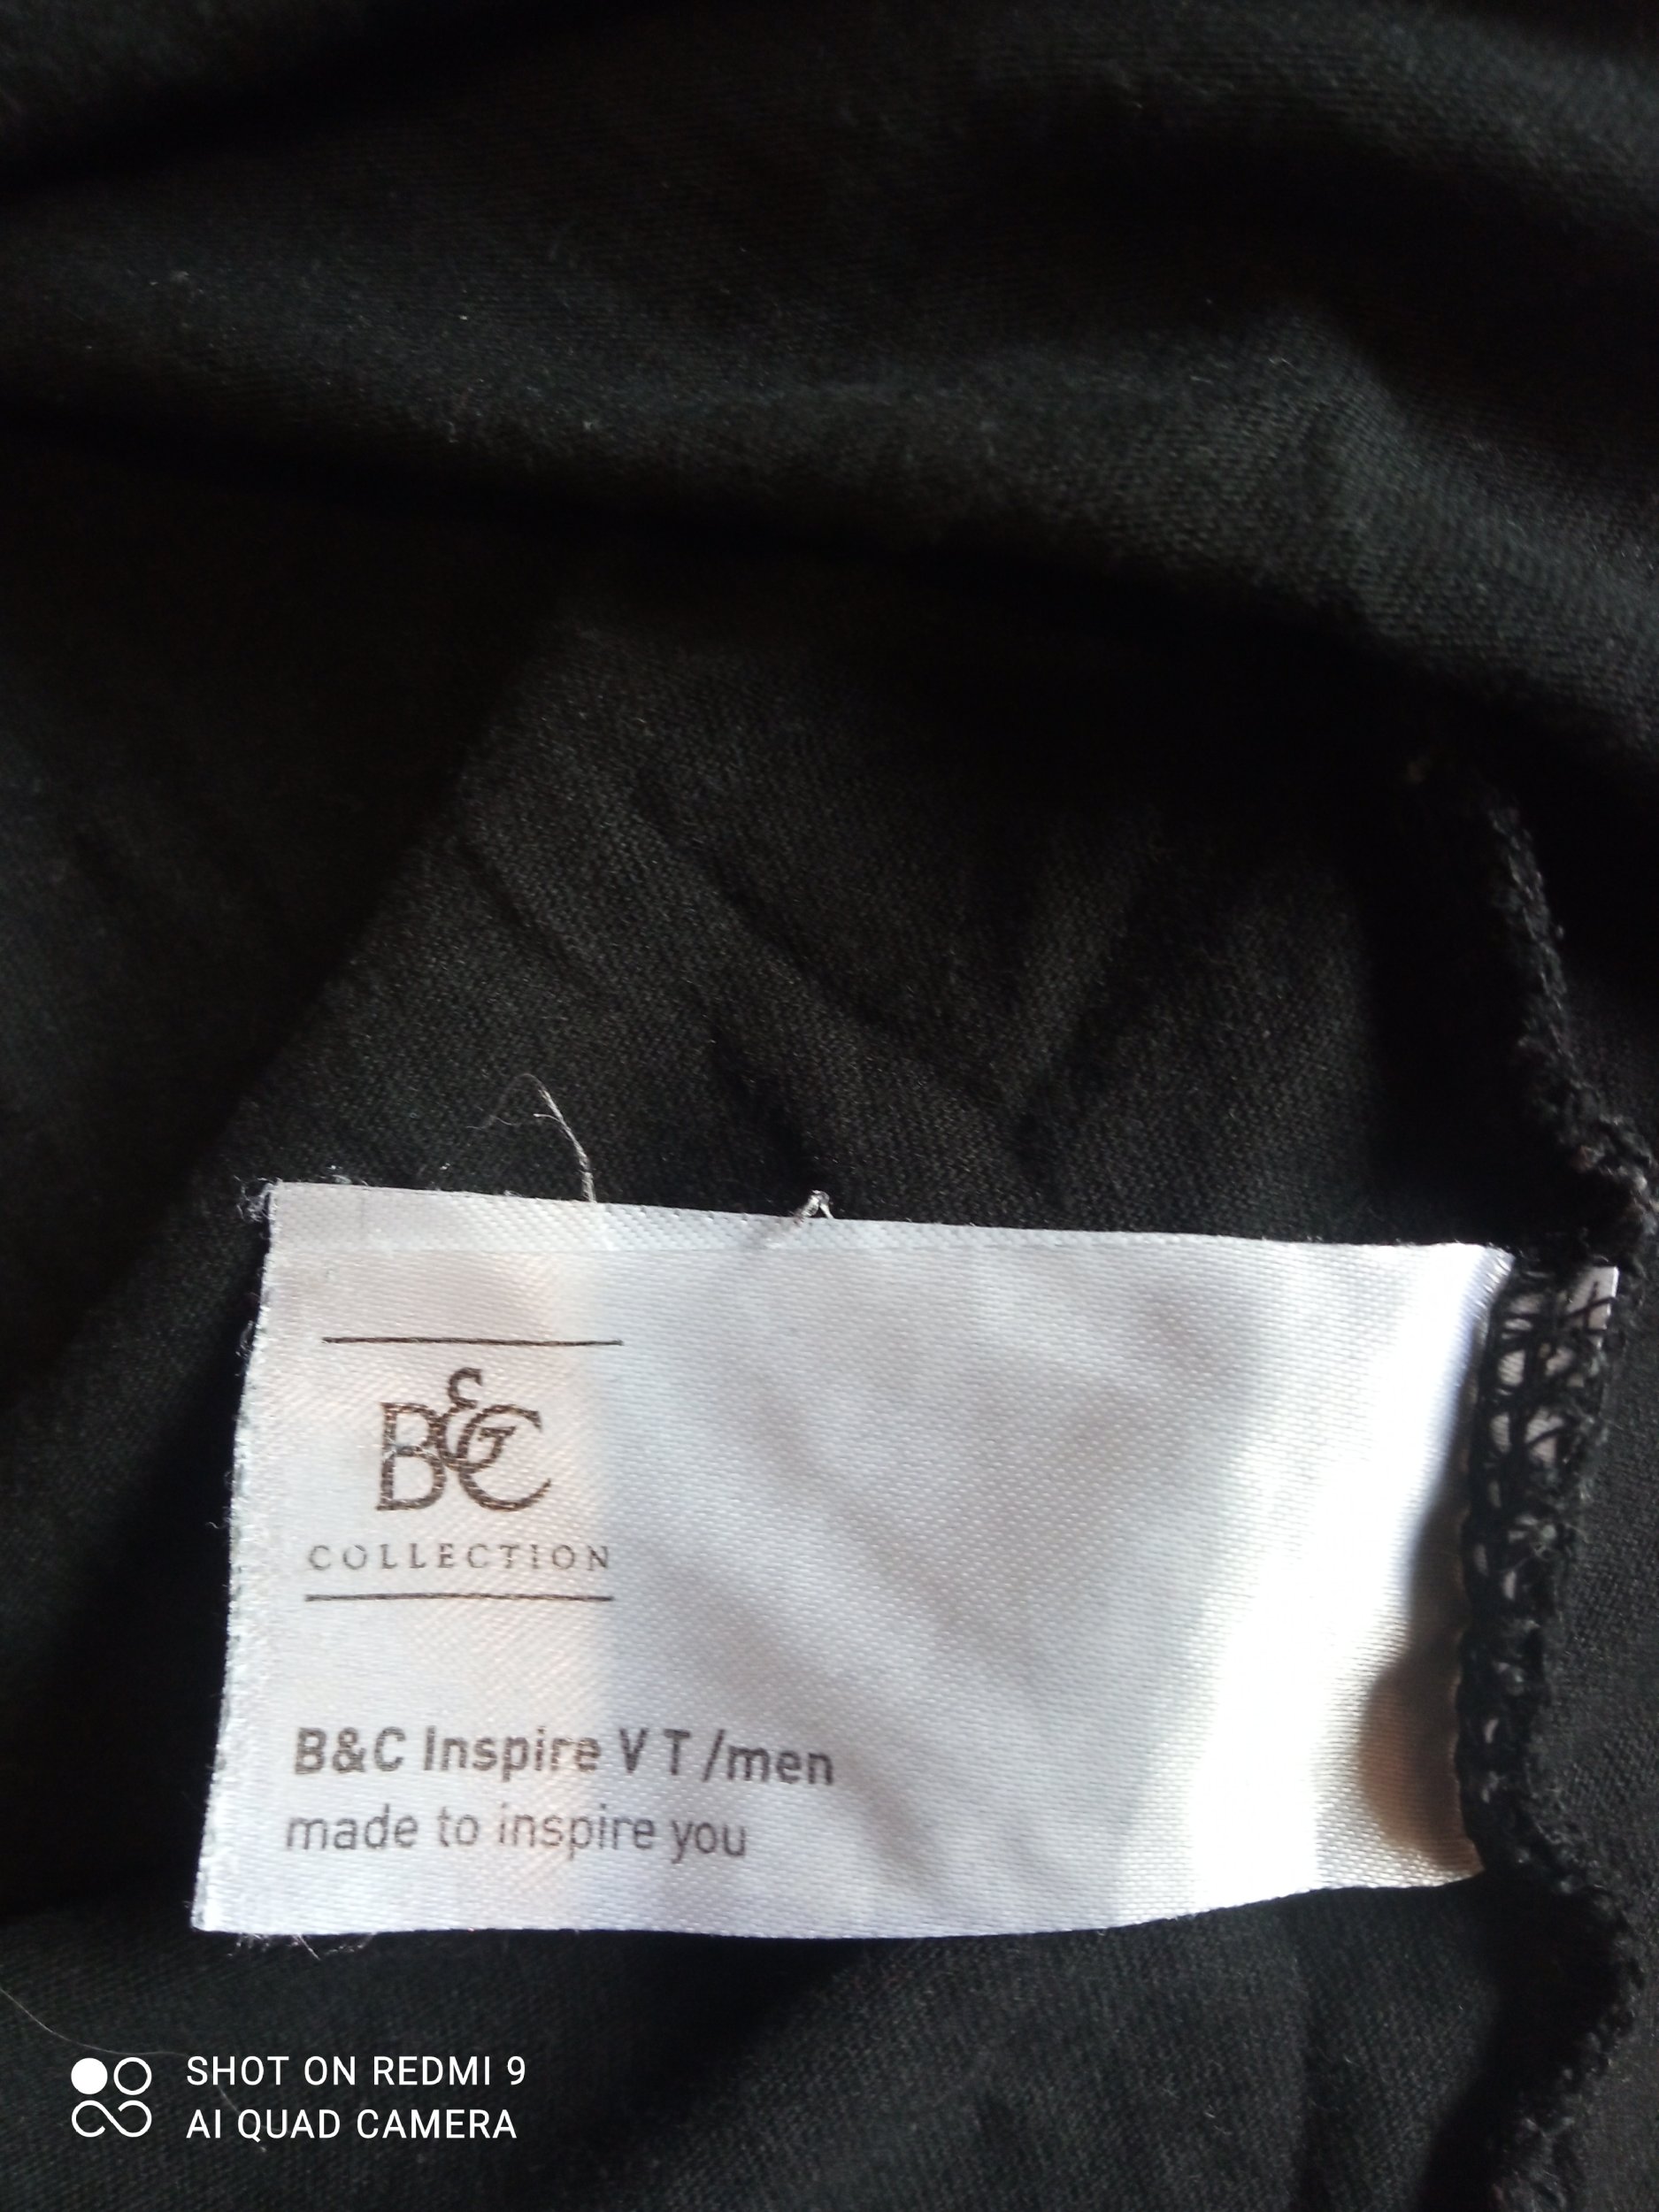 B&C
COLLECTION
B&C Inspire V T /men
made to inspire you
SHOT ON REDMI 9
AI QUAD CAMERA